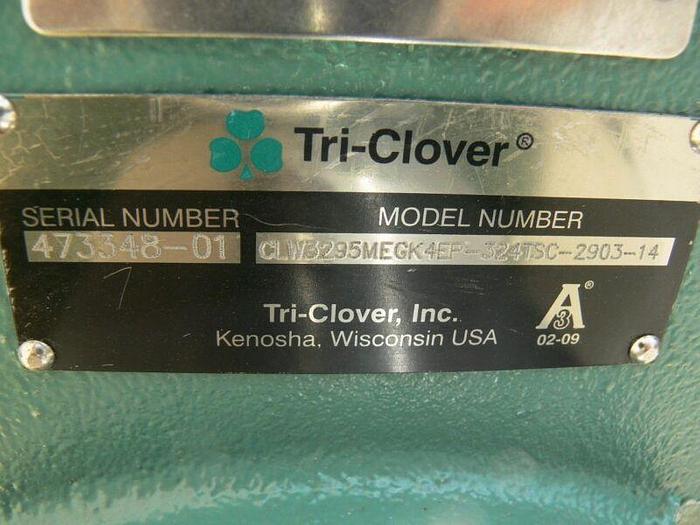 Tri-Clover®
SERIAL NUMBER MODEL NUMBER
473348-01 CLW3295MEGK4EP-324TSC-2903-14
Tri-Clover, Inc.
Kenosha, Wisconsin USA
A3®
02-09